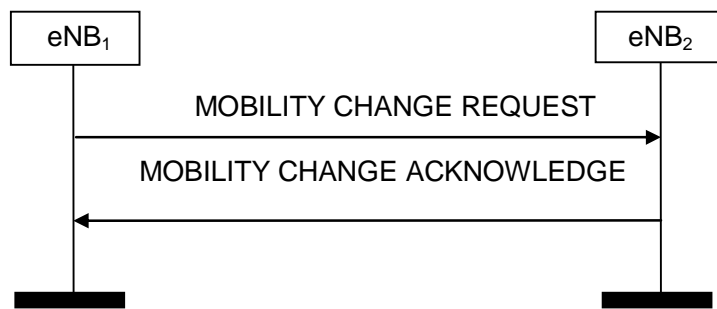 eNB₁
eNB₂
MOBILITY CHANGE REQUEST
MOBILITY CHANGE ACKNOWLEDGE